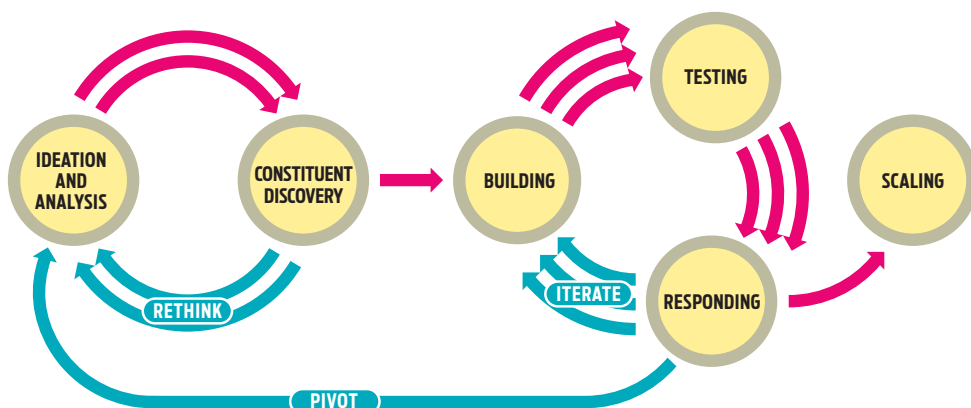 IDEATION
AND
ANALYSIS
CONSTITUENT
DISCOVERY
BUILDING
TESTING
RESPONDING
SCALING
RETHINK
ITERATE
PIVOT